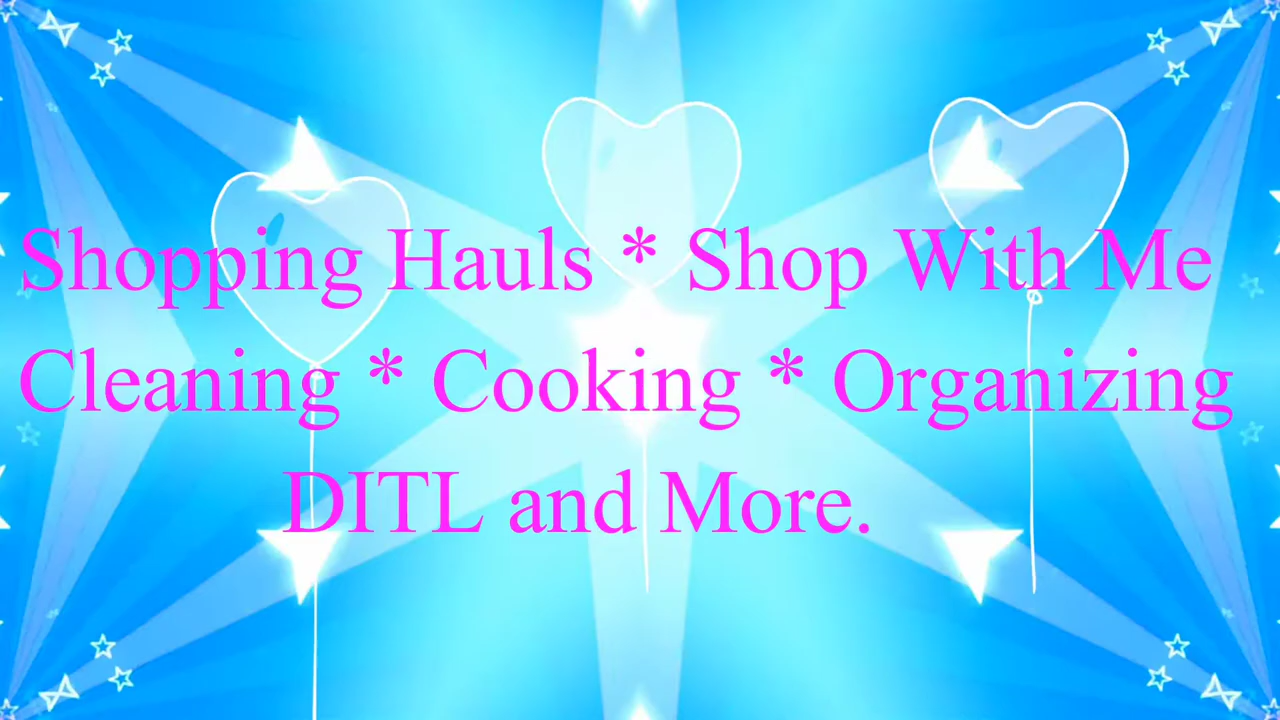 Shopping Hauls * Shop With Me
Cleaning * Cooking * Organizing
DITL and More.